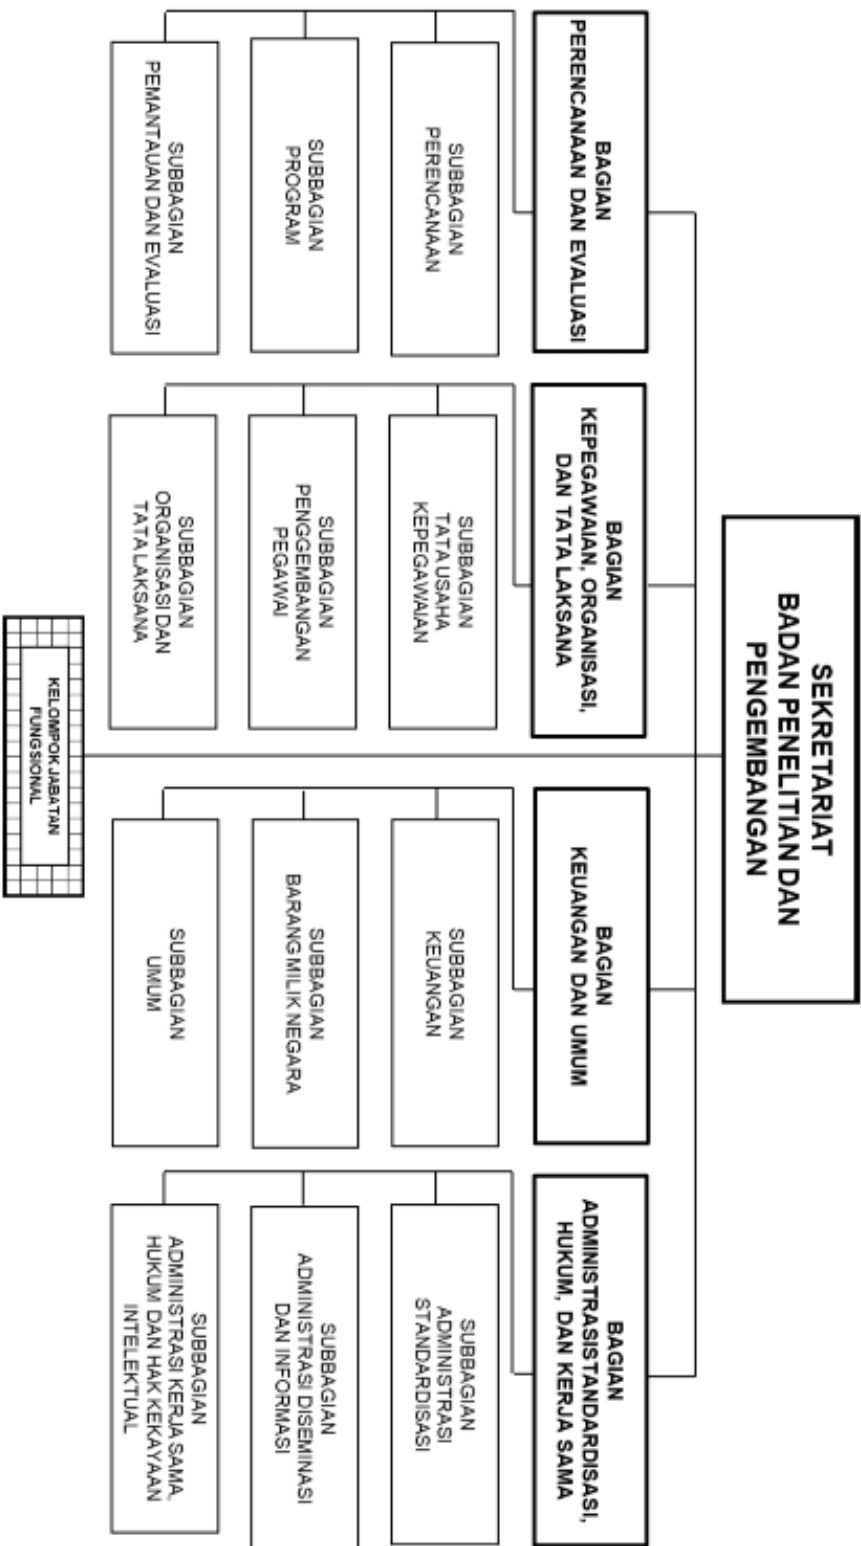 SEKRETARIAT
BADAN PENELITIAN DAN
PENGEMBANGAN
BAGIAN
PERENCANAAN DAN EVALUASI
SUBBAGIAN
PERENCANAAN
SUBBAGIAN
PROGRAM
SUBBAGIAN
PEMANTAUAN DAN EVALUASI
BAGIAN
KEPEGAWAIAN, ORGANISASI,
DAN TATA LAKSANA
SUBBAGIAN
TATA USAHA
KEPEGAWAIAN
SUBBAGIAN
PENGGEMBANGAN
PEGAWAI
SUBBAGIAN
ORGANISASI DAN
TATA LAKSANA
BAGIAN
KEUANGAN DAN UMUM
SUBBAGIAN
KEUANGAN
SUBBAGIAN
BARANG MILIK NEGARA
SUBBAGIAN
UMUM
BAGIAN
ADMINISTRASI STANDARDISASI,
HUKUM, DAN KERJA SAMA
SUBBAGIAN
ADMINISTRASI
STANDARDISASI
SUBBAGIAN
ADMINISTRASI DISEMINASI
DAN INFORMASI
SUBBAGIAN
ADMINISTRASI KERJA SAMA,
HUKUM DAN HAK KEKAYAAN
INTELEKTUAL
KELOMPOK JABATAN
FUNGSIONAL